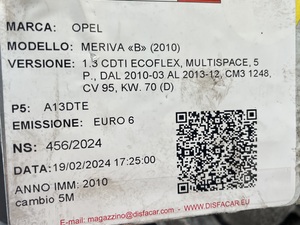 MARCA: OPEL
MODELLO: MERIVA «B» (2010)
VERSIONE: 1.3 CDTI ECOFLEX, MULTISPACE, 5
P., DAL 2010-03 AL 2013-12, CM3 1248,
CV 95, KW. 70 (D)
P5: A13DTE
EMISSIONE: EURO 6
NS: 456/2024
DATA: 19/02/2024 17:25:00
ANNO IMM: 2010
cambio 5M
E-mail: magazzino@disfacar.com - WWW.DISFACAR.EU